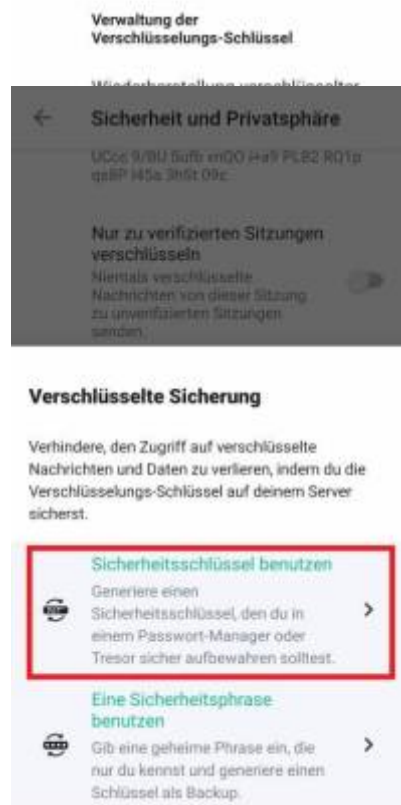 Verwaltung der
Verschlüsselungs-Schlüssel
Wiederherstellung verschlüsselter
Sicherheit und Privatsphäre
Nur zu verifizierten Sitzungen
verschlüsseln
Niemals verschlüsselte
Nachrichten von dieser Sitzung
zu unverifizierten Sitzungen
senden.
Verschlüsselte Sicherung
Verhindere, den Zugriff auf verschlüsselte
Nachrichten und Daten zu verlieren, indem du die
Verschlüsselungs-Schlüssel auf deinem Server
sicherst.
Sicherheitsschlüssel benutzen
Generiere einen
Sicherheitsschlüssel, den du in
einem Passwort-Manager oder
Tresor sicher aufbewahren solltest.
Eine Sicherheitsphrase
benutzen
Gib eine geheime Phrase ein, die
nur du kennst und generiere einen
Schlüssel als Backup.